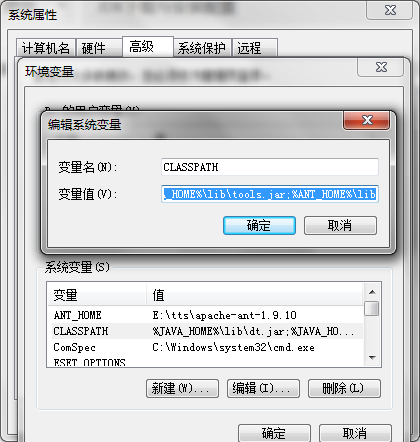 系统属性
计算机名 硬件 高级 系统保护 远程
环境变量
的用户变量(U)
编辑系统变量
变量名(N): CLASSPATH
变量值(V): _HOME%\lib\tools.jar;%ANT_HOME%\lib
确定 取消
系统变量(S)
变量 值
ANT_HOME E:\tts\apache-ant-1.9.10
CLASSPATH %JAVA_HOME%\lib\dt.jar;%JAVA_HO...
ComSpec C:\Windows\system32\cmd.exe
ESET_OPTIONS
新建(W)... 编辑(I)... 删除(L)
确定 取消